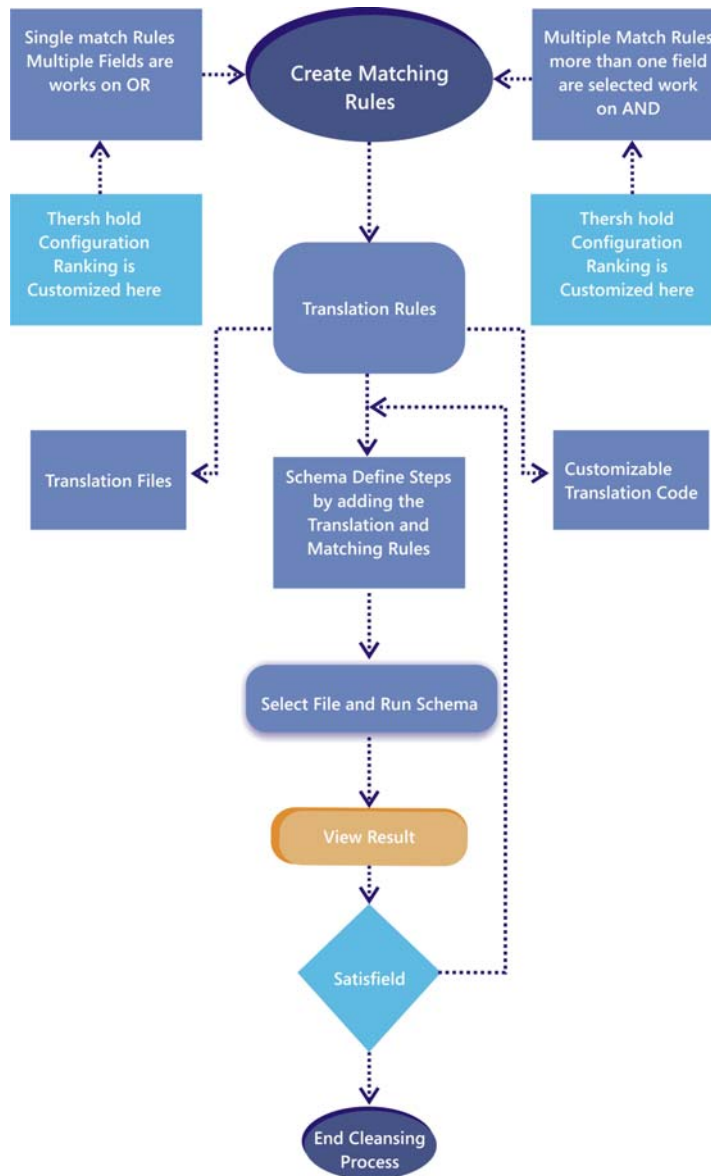 Single match Rules
Multiple Fields are
works on OR
Create Matching
Rules
Multiple Match Rules
more than one field
are selected work
on AND
Thersh hold
Configuration
Ranking is
Customized here
Thersh hold
Configuration
Ranking is
Customized here
Translation Rules
Translation Files
Schema Define Steps
by adding the
Translation and
Matching Rules
Customizable
Translation Code
Select File and Run Schema
View Result
Satisfield
End Cleansing
Process